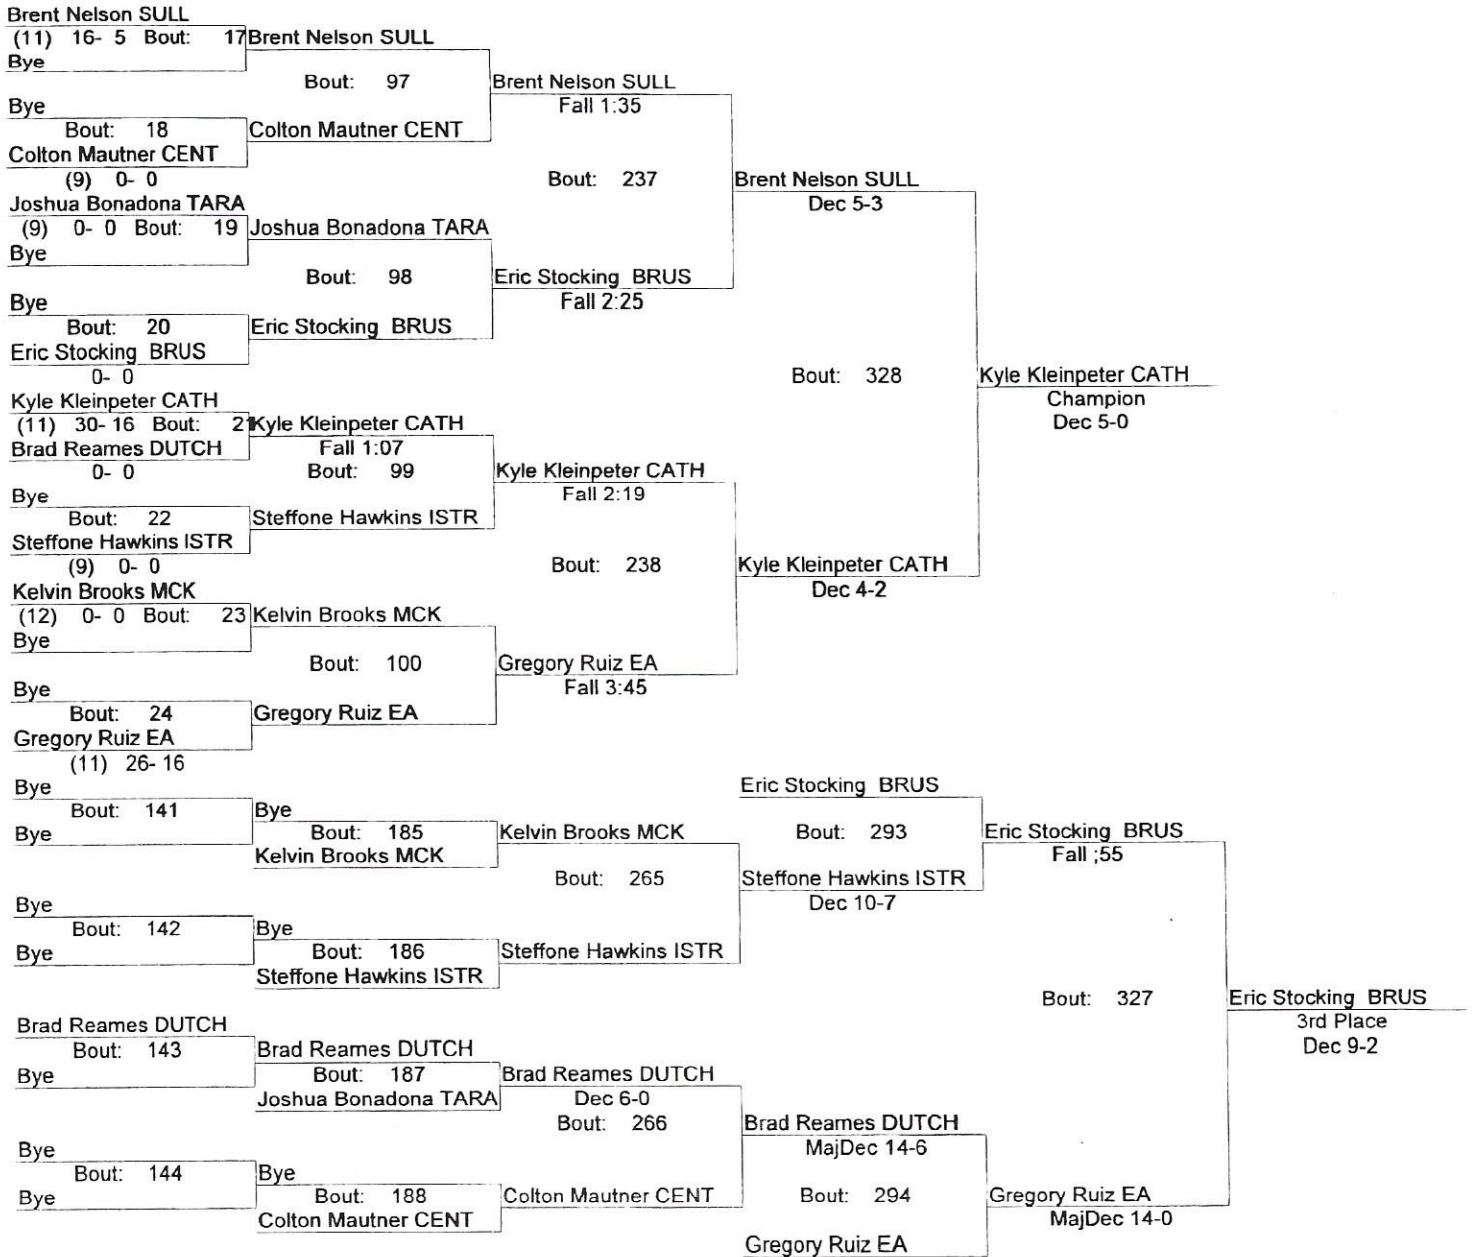 Brent Nelson SULL
(11) 16- 5 Bout: 17 Brent Nelson SULL
Bye
Bout: 97 Brent Nelson SULL
Bye Fall 1:35
Bout: 18 Colton Mautner CENT
Colton Mautner CENT
(9) 0- 0 Bout: 237 Brent Nelson SULL
Joshua Bonadona TARA Dec 5-3
(9) 0- 0 Bout: 19 Joshua Bonadona TARA
Bye
Bout: 98 Eric Stocking BRUS
Bye Fall 2:25
Bout: 20 Eric Stocking BRUS
Eric Stocking BRUS
0- 0 Bout: 328 Kyle Kleinpeter CATH
Kyle Kleinpeter CATH Champion
(11) 30- 16 Bout: 21 Kyle Kleinpeter CATH Dec 5-0
Brad Reames DUTCH Fall 1:07
0- 0 Bout: 99 Kyle Kleinpeter CATH
Bye Fall 2:19
Bout: 22 Steffone Hawkins ISTR
Steffone Hawkins ISTR
(9) 0- 0 Bout: 238 Kyle Kleinpeter CATH
Kelvin Brooks MCK Dec 4-2
(12) 0- 0 Bout: 23 Kelvin Brooks MCK
Bye
Bout: 100 Gregory Ruiz EA
Bye Fall 3:45
Bout: 24 Gregory Ruiz EA
Gregory Ruiz EA
(11) 26- 16
Bye Eric Stocking BRUS
Bout: 141 Bye
Bye Bout: 185 Kelvin Brooks MCK Bout: 293 Eric Stocking BRUS
Kelvin Brooks MCK Fall ;55
Bout: 265 Steffone Hawkins ISTR
Bye Dec 10-7
Bout: 142 Bye
Bye Bout: 186 Steffone Hawkins ISTR
Steffone Hawkins ISTR
Bout: 327 Eric Stocking BRUS
Brad Reames DUTCH 3rd Place
Bout: 143 Brad Reames DUTCH Dec 9-2
Bye Bout: 187 Brad Reames DUTCH
Joshua Bonadona TARA Dec 6-0
Bout: 266 Brad Reames DUTCH
Bye MajDec 14-6
Bout: 144 Bye
Bye Bout: 188 Colton Mautner CENT Bout: 294 Gregory Ruiz EA
Colton Mautner CENT MajDec 14-0
Gregory Ruiz EA